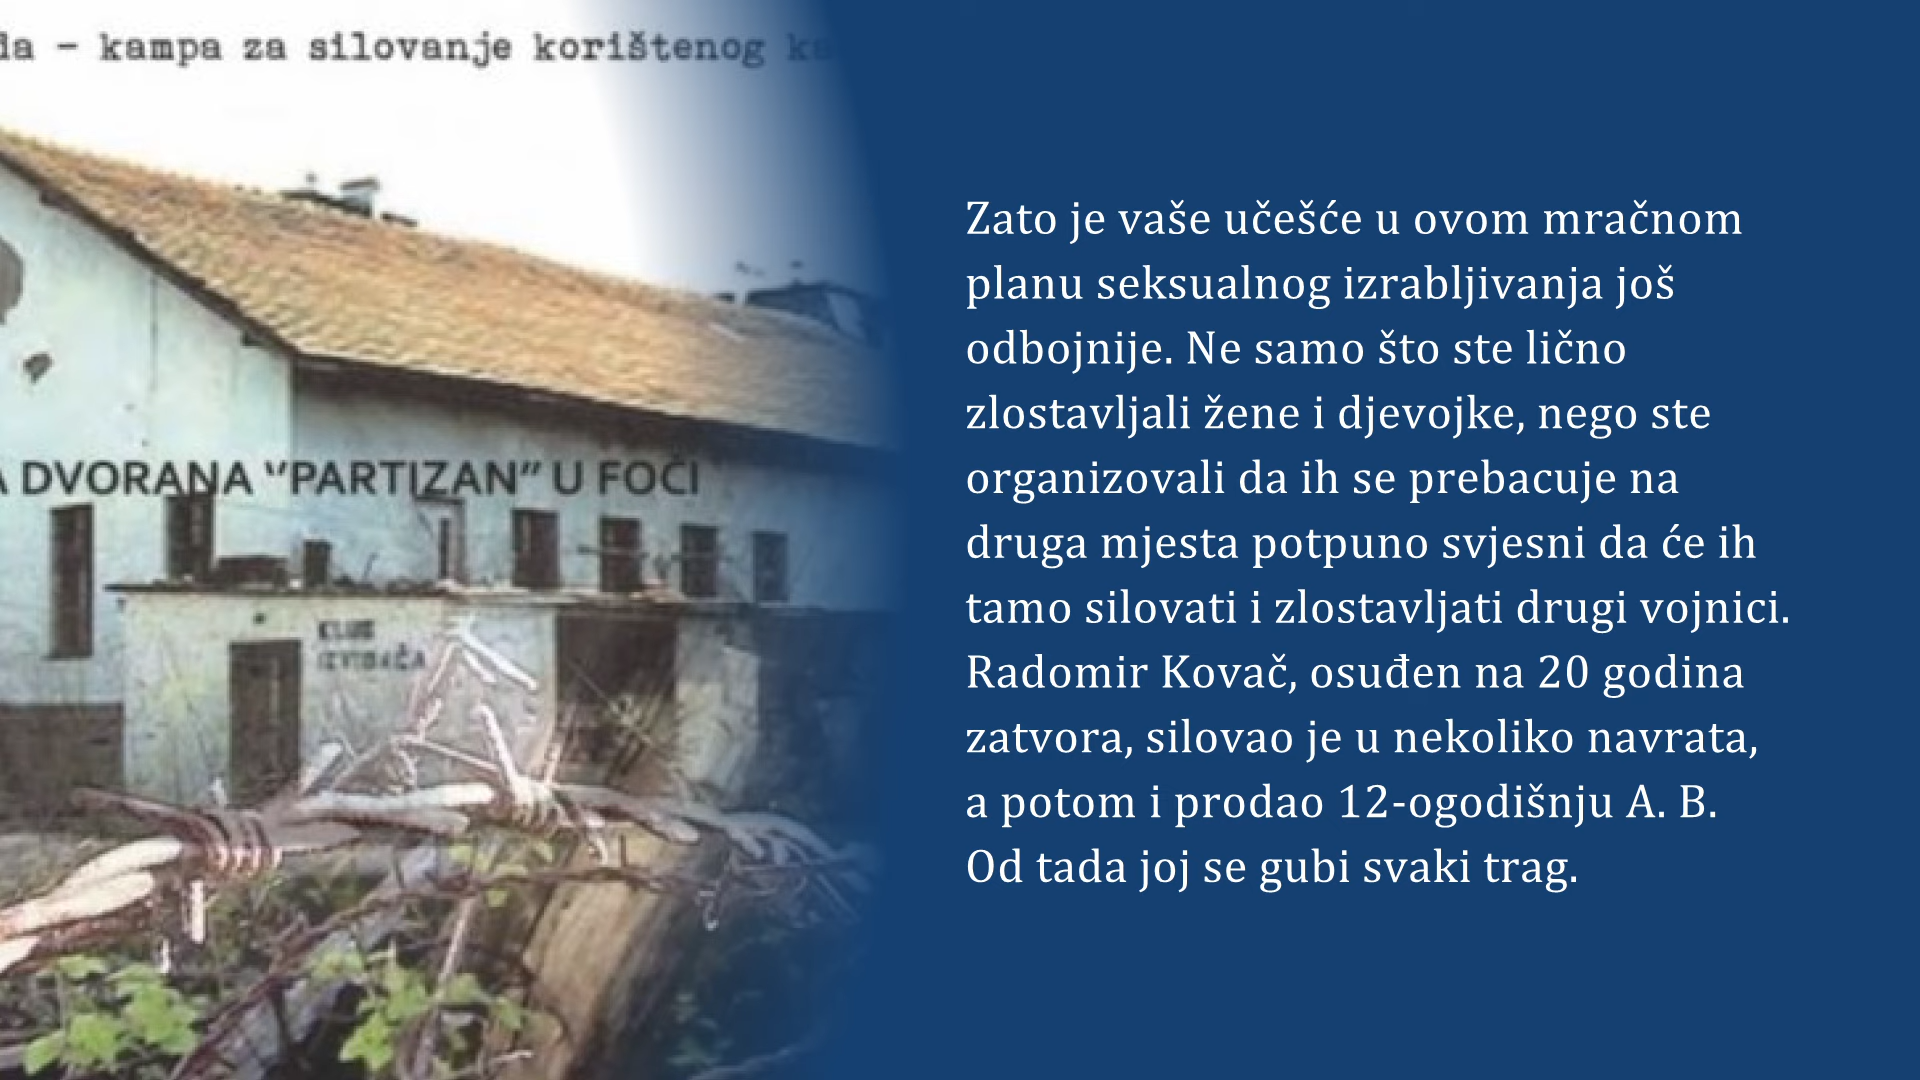 da - kampa za silovanje korištenog
A DVORANA "PARTIZAN" U FOČI
KLUB
IZVIĐAČA
Zato je vaše učešće u ovom mračnom
planu seksualnog izrabljivanja još
odbojnije. Ne samo što ste lično
zlostavljali žene i djevojke, nego ste
organizovali da ih se prebacuje na
druga mjesta potpuno svjesni da će ih
tamo silovati i zlostavljati drugi vojnici.
Radomir Kovač, osuđen na 20 godina
zatvora, silovao je u nekoliko navrata,
a potom i prodao 12-ogodišnju A. B.
Od tada joj se gubi svaki trag.